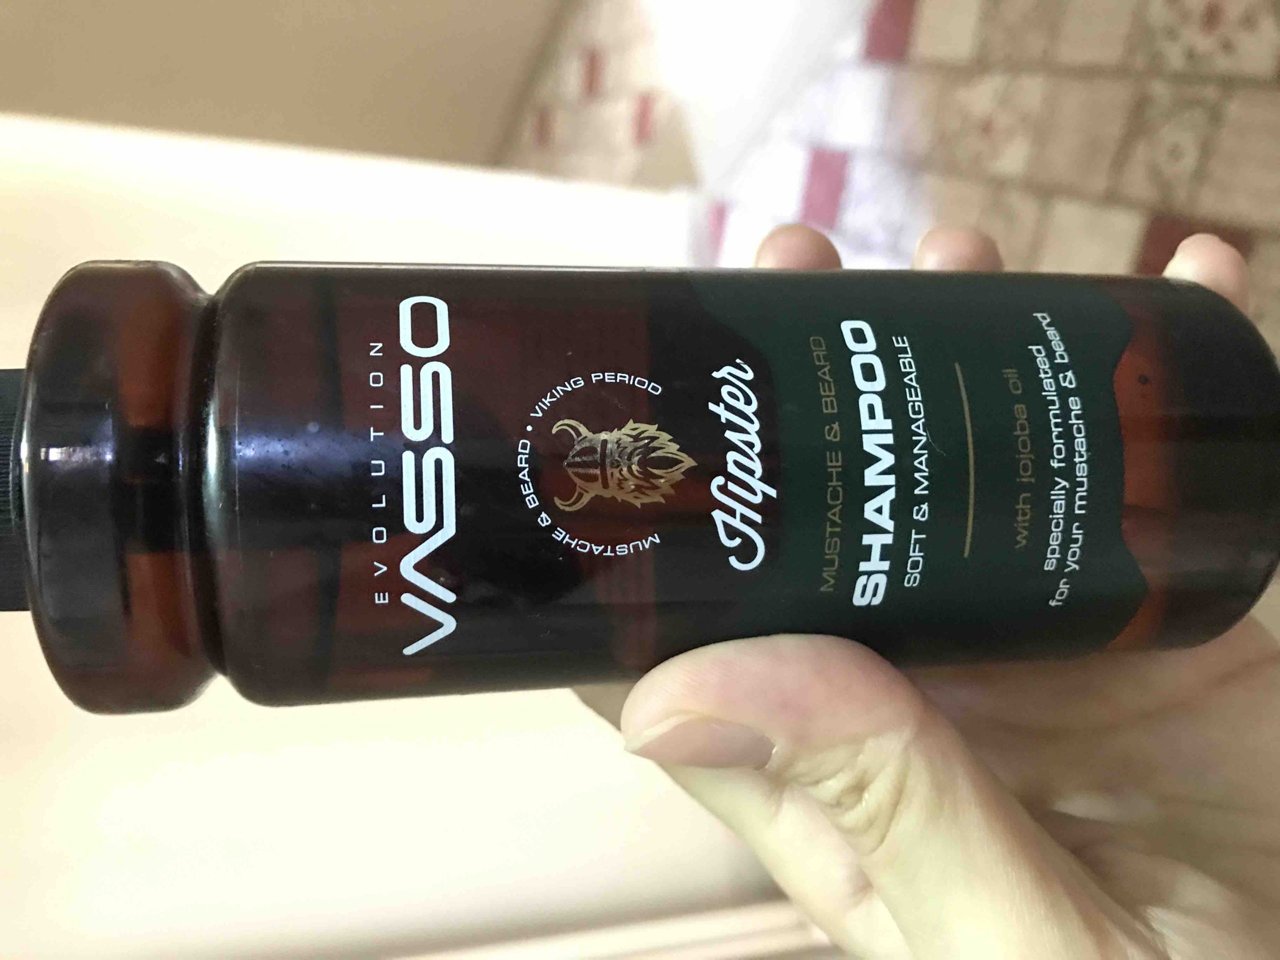 EVOLUTION
VASSO
MUSTACHE & BEARD • VIKING PERIOD
Hipster
MUSTACHE & BEARD
SHAMPOO
SOFT & MANAGEABLE
with jojoba oil
specially formulated
for your mustache & beard